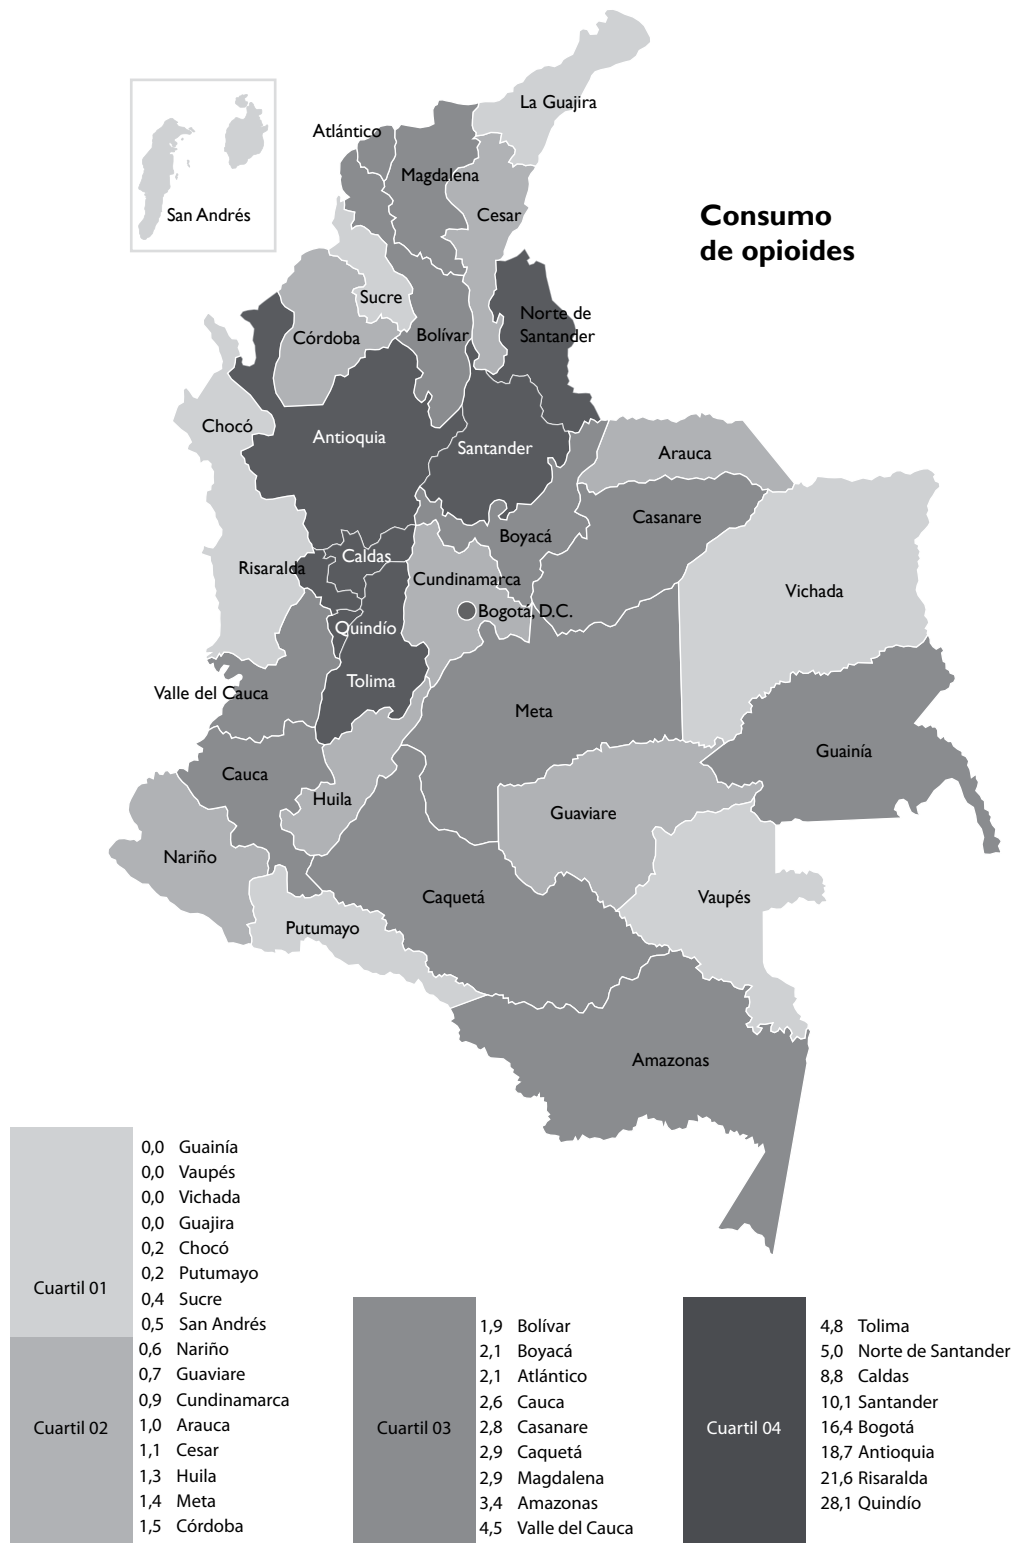 La Guajira
Atlántico
Magdalena
San Andrés
Cesar
Consumo
de opioides
Sucre
Norte de
Santander
Córdoba
Bolívar
Chocó
Antioquia
Santander
Arauca
Casanare
Boyacá
Caldas
Risaralda
Cundinamarca
Vichada
Bogotá, D.C.
Quindío
Tolima
Valle del Cauca
Meta
Guainía
Cauca
Huila
Guaviare
Nariño
Caquetá
Vaupés
Putumayo
Amazonas
Cuartil 01
0,0 Guainía
0,0 Vaupés
0,0 Vichada
0,0 Guajira
0,2 Chocó
0,2 Putumayo
0,4 Sucre
0,5 San Andrés
Cuartil 02
0,6 Nariño
0,7 Guaviare
0,9 Cundinamarca
1,0 Arauca
1,1 Cesar
1,3 Huila
1,4 Meta
1,5 Córdoba
Cuartil 03
1,9 Bolívar
2,1 Boyacá
2,1 Atlántico
2,6 Cauca
2,8 Casanare
2,9 Caquetá
2,9 Magdalena
3,4 Amazonas
4,5 Valle del Cauca
Cuartil 04
4,8 Tolima
5,0 Norte de Santander
8,8 Caldas
10,1 Santander
16,4 Bogotá
18,7 Antioquia
21,6 Risaralda
28,1 Quindío